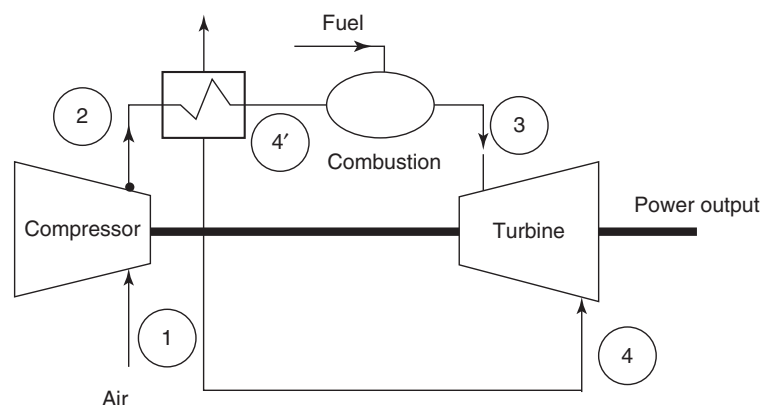 Fuel
2
4′
3
Combustion
Compressor
Turbine
Power output
1
4
Air